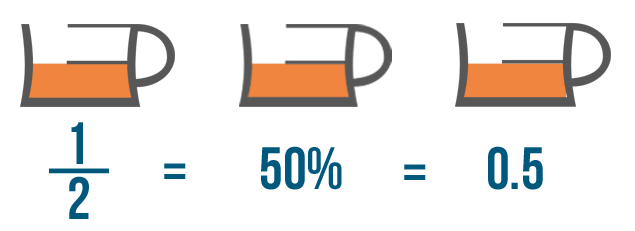 1/2 = 50% = 0.5